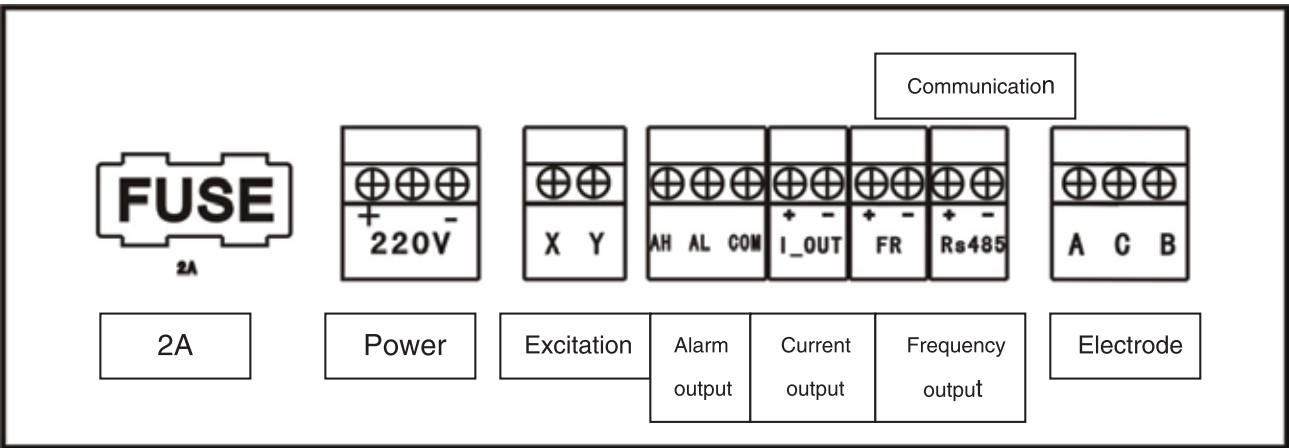 Communication
FUSE
2A
+ -
220V
X Y
AH AL COM
+ -
I_OUT
+ -
FR
+ -
Rs485
A C B
2A
Power
Excitation
Alarm
output
Current
output
Frequency
output
Electrode